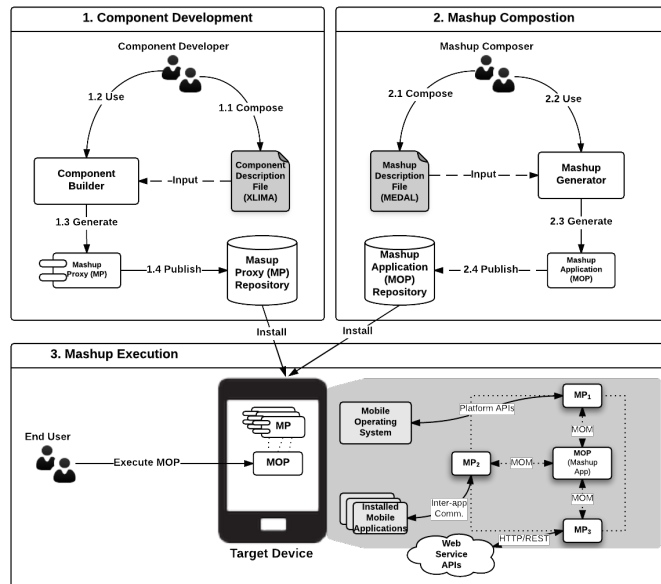 1. Component Development
Component Developer
1.2 Use
1.1 Compose
Component
Builder
Input
Component
Description
File
(XLIMA)
1.3 Generate
Mashup
Proxy (MP)
1.4 Publish
Masup
Proxy (MP)
Repository
2. Mashup Compostion
Mashup Composer
2.1 Compose
2.2 Use
Mashup
Description
File
(MEDAL)
Input
Mashup
Generator
2.3 Generate
Mashup
Application
(MOP)
Repository
2.4 Publish
Mashup
Application
(MOP)
Install
Install
3. Mashup Execution
End User
Execute MOP
MP
MOP
Target Device
Mobile
Operating
System
Platform APIs
MP1
MOM
MP2
MOM
MOP
(Mashup
App)
MOM
MP3
Inter-app
Comm.
Installed
Mobile
Applications
HTTP/REST
Web
Service
APIs